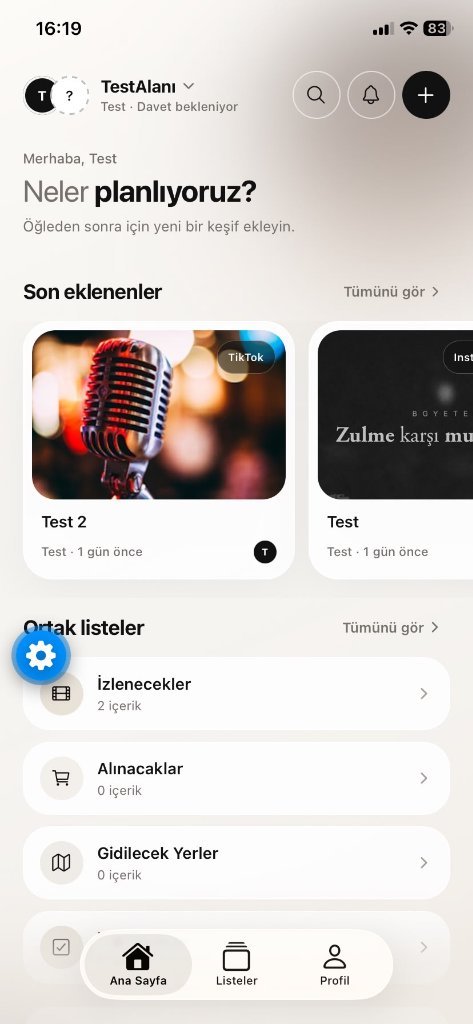 16:19
83
T
?
TestAlanı
Test · Davet bekleniyor
Merhaba, Test
Neler planlıyoruz?
Öğleden sonra için yeni bir keşif ekleyin.
Son eklenenler
Tümünü gör
TikTok
Inst
BOYETE
Zulme karşı mu
Test 2
Test · 1 gün önce
T
Test
Test · 1 gün önce
Ortak listeler
Tümünü gör
İzlenecekler
2 içerik
Alınacaklar
0 içerik
Gidilecek Yerler
0 içerik
Ana Sayfa
Listeler
Profil